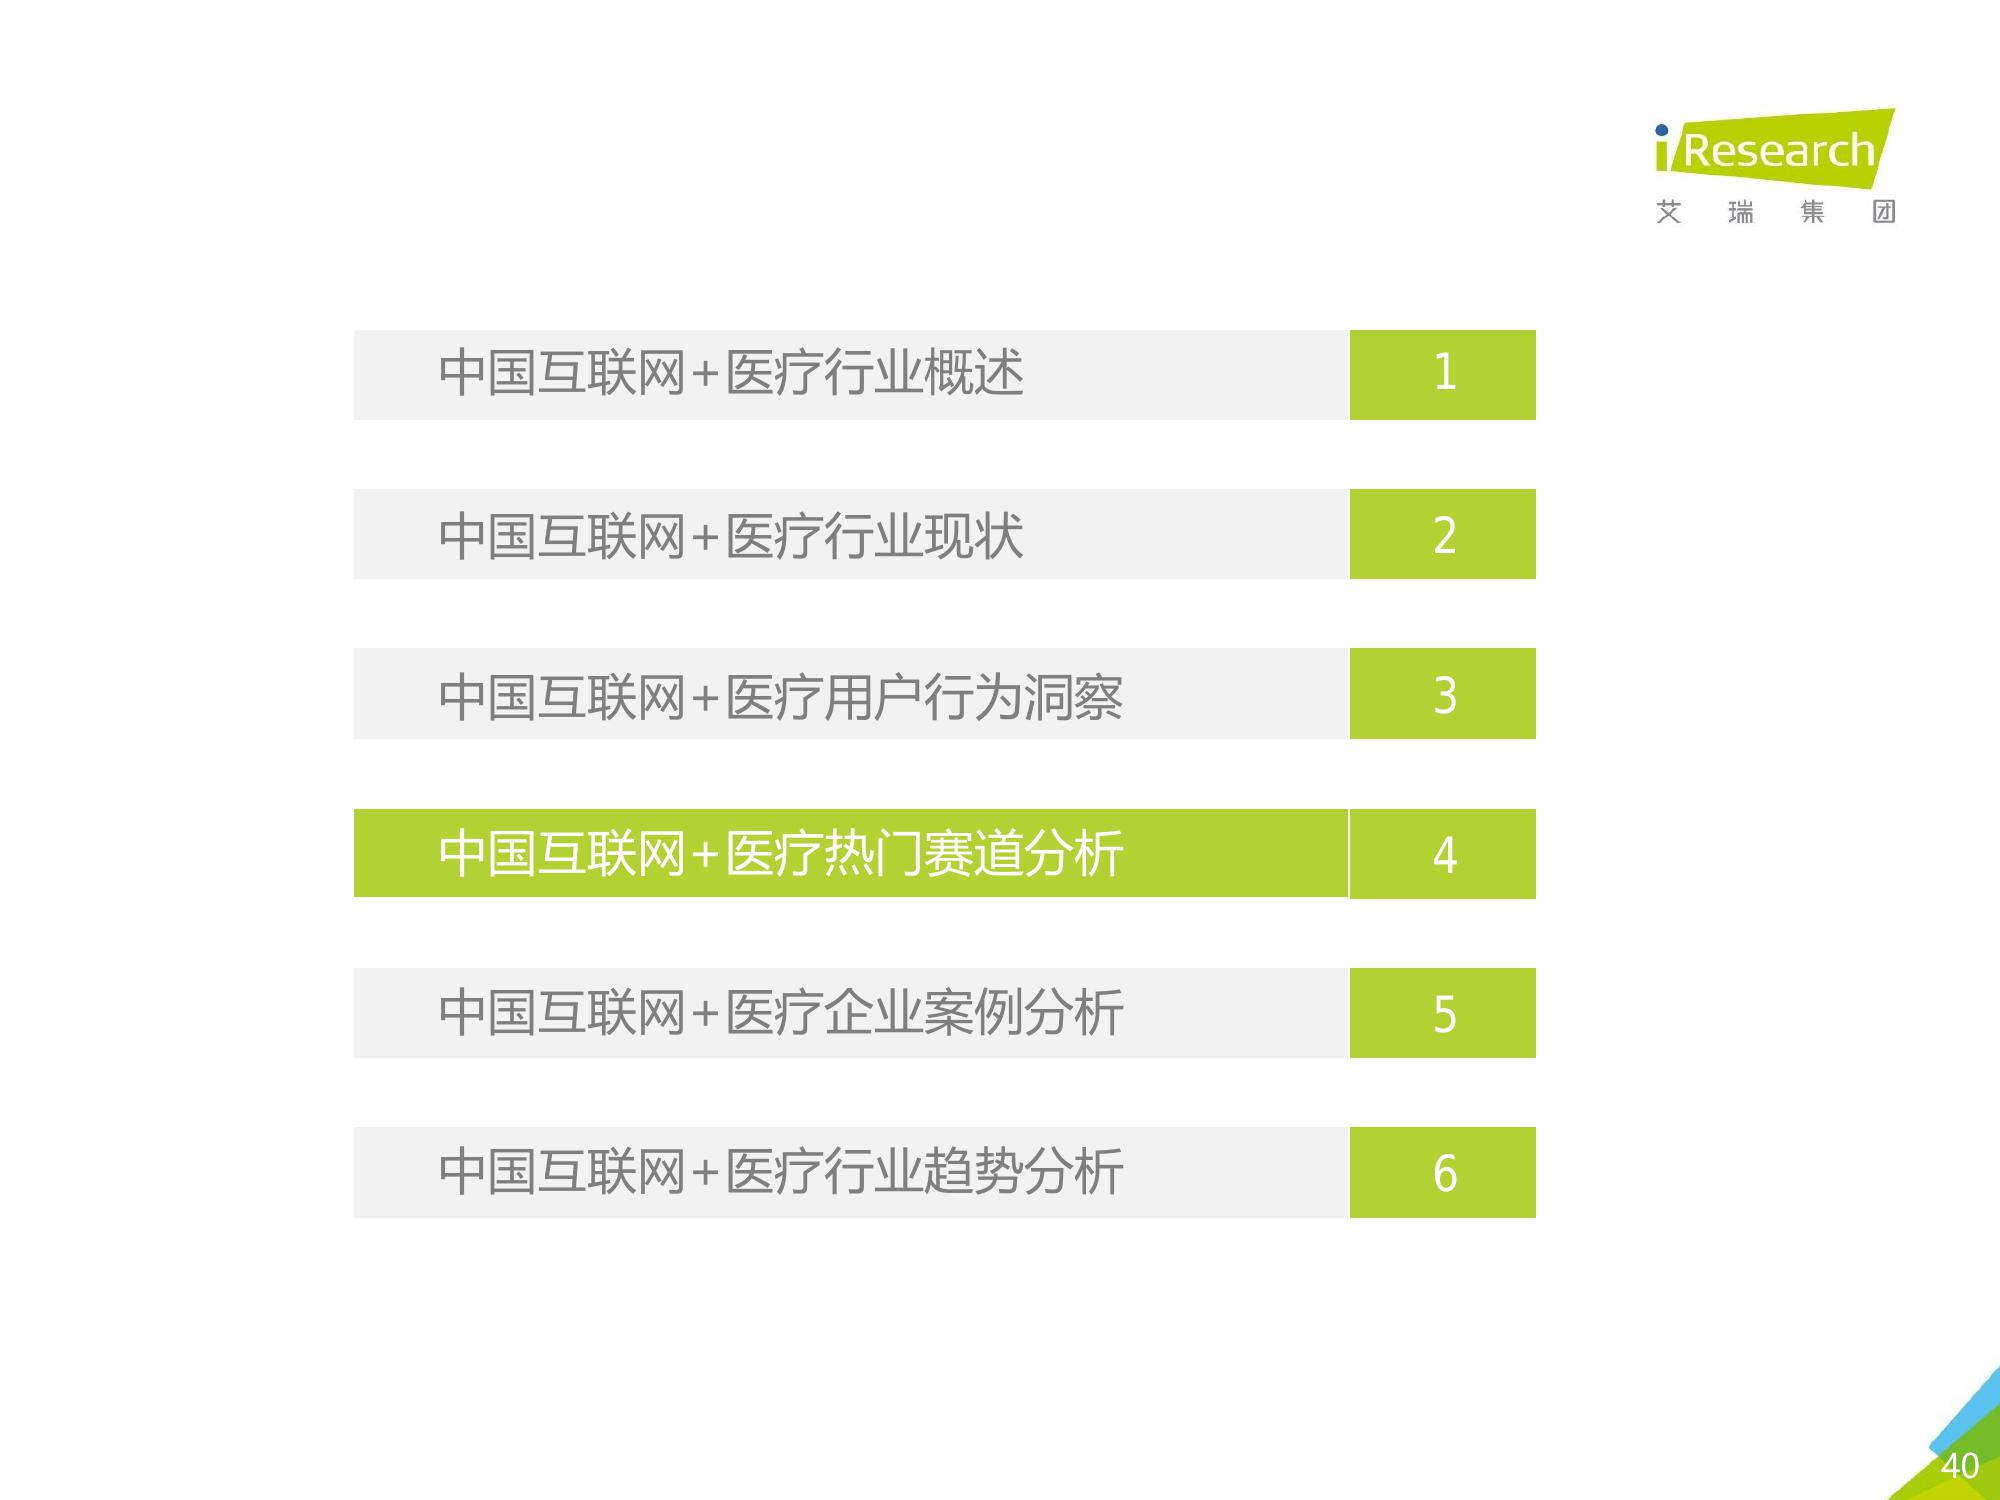 iResearch
艾瑞集团
中国互联网+医疗行业概述 1
中国互联网+医疗行业现状 2
中国互联网+医疗用户行为洞察 3
中国互联网+医疗热门赛道分析 4
中国互联网+医疗企业案例分析 5
中国互联网+医疗行业趋势分析 6
40